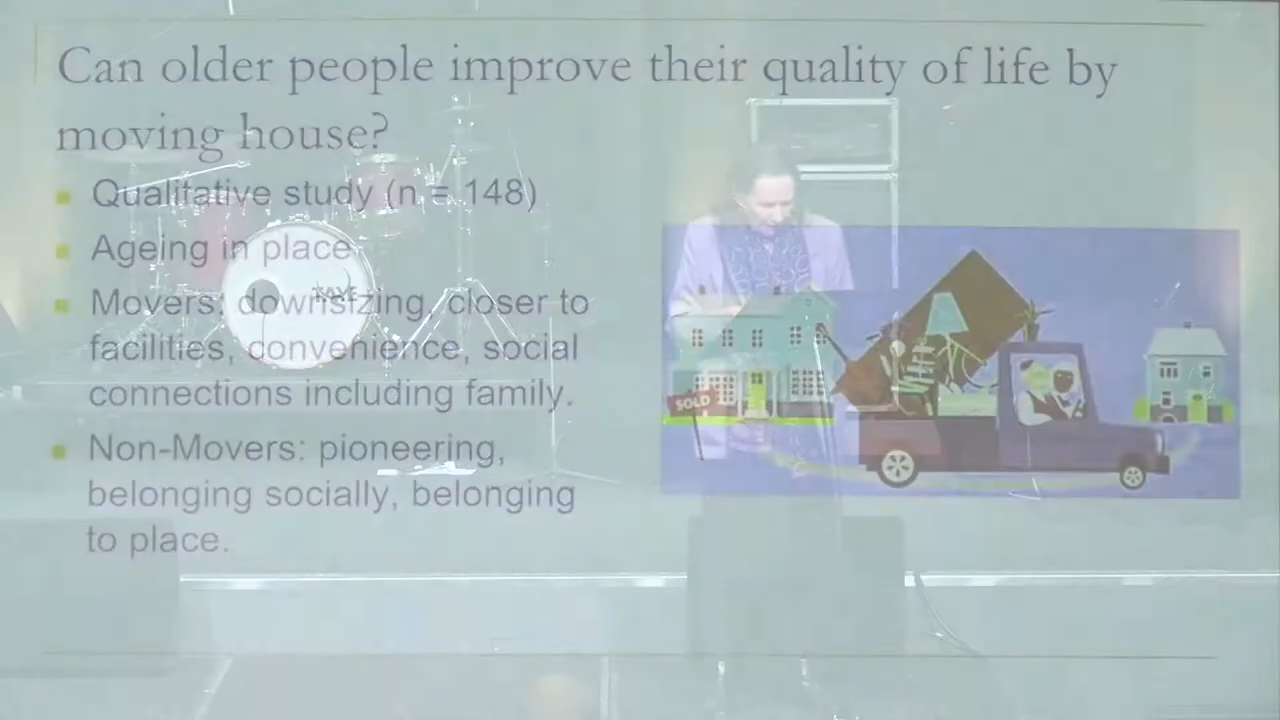 Can older people improve their quality of life by
moving house?
Qualitative study (n = 148)
Ageing in place
Movers: downsizing, closer to
facilities, convenience, social
connections including family.
Non-Movers: pioneering,
belonging socially, belonging
to place.
TAYE
SOLD